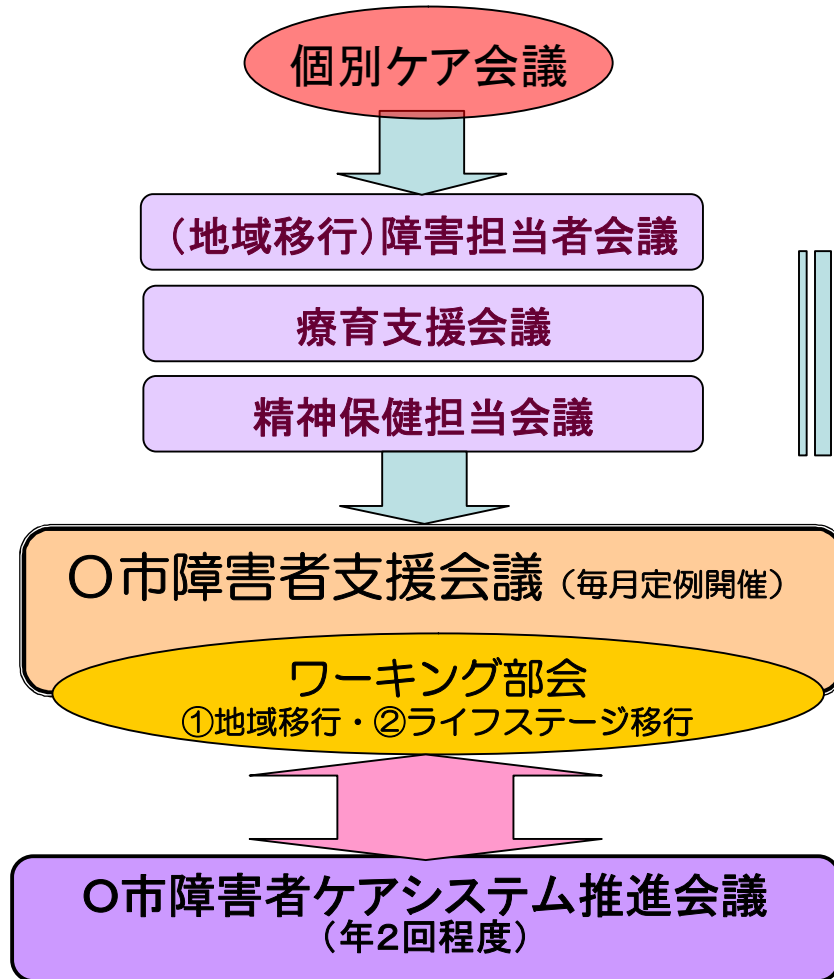 個別ケア会議
（地域移行）障害担当者会議
療育支援会議
精神保健担当会議
〇市障害者支援会議（毎月定例開催）
ワーキング部会
①地域移行・②ライフステージ移行
〇市障害者ケアシステム推進会議
（年2回程度）